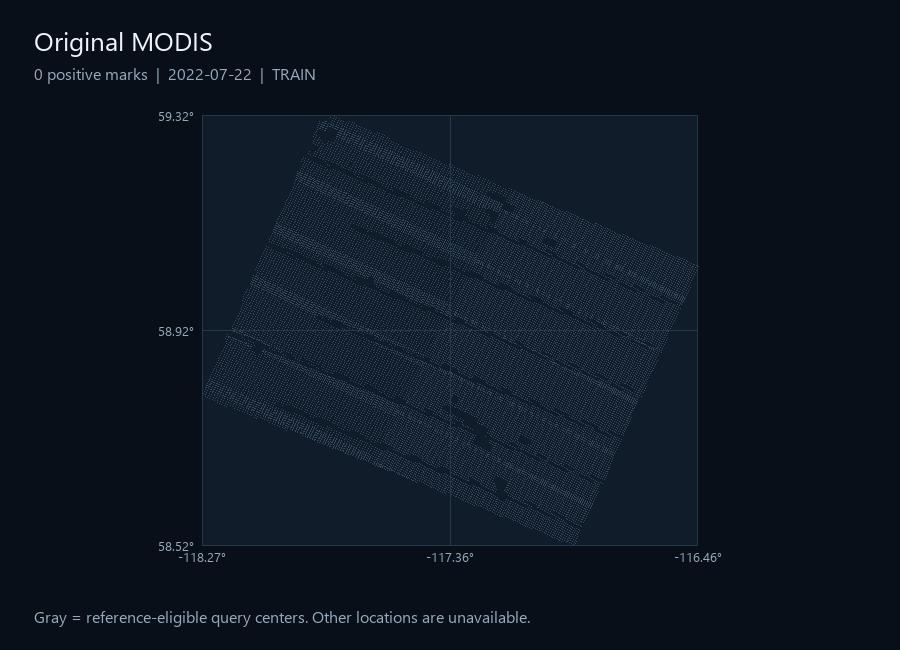 Original MODIS
0 positive marks | 2022-07-22 | TRAIN
59.32°
58.92°
58.52°
-118.27°
-117.36°
-116.46°
Gray = reference-eligible query centers. Other locations are unavailable.